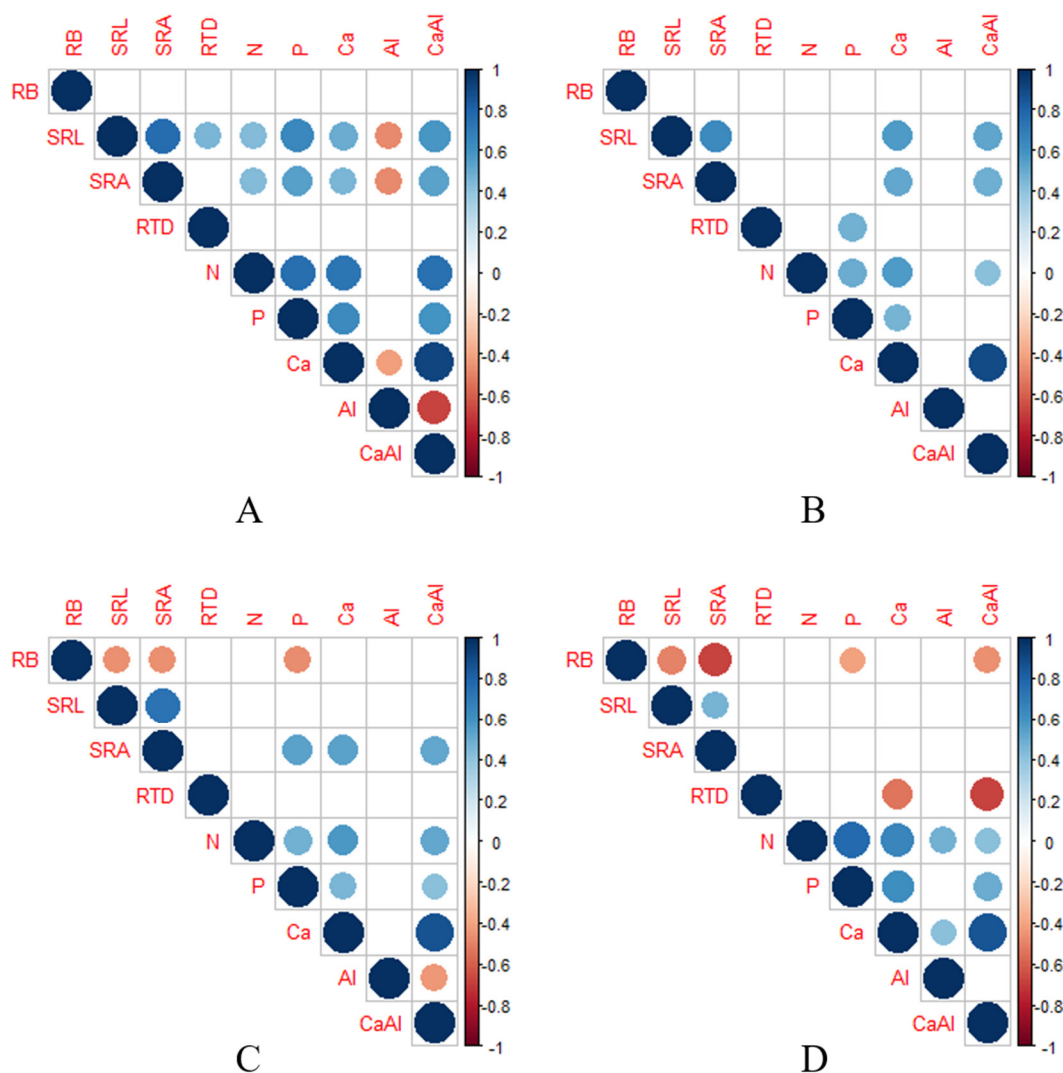 RB SRL SRA RTD N P Ca Al CaAl
RB
SRL
SRA
RTD
N
P
Ca
Al
CaAl
1
0.8
0.6
0.4
0.2
0
-0.2
-0.4
-0.6
-0.8
-1
A
RB SRL SRA RTD N P Ca Al CaAl
RB
SRL
SRA
RTD
N
P
Ca
Al
CaAl
1
0.8
0.6
0.4
0.2
0
-0.2
-0.4
-0.6
-0.8
-1
B
RB SRL SRA RTD N P Ca Al CaAl
RB
SRL
SRA
RTD
N
P
Ca
Al
CaAl
1
0.8
0.6
0.4
0.2
0
-0.2
-0.4
-0.6
-0.8
-1
C
RB SRL SRA RTD N P Ca Al CaAl
RB
SRL
SRA
RTD
N
P
Ca
Al
CaAl
1
0.8
0.6
0.4
0.2
0
-0.2
-0.4
-0.6
-0.8
-1
D